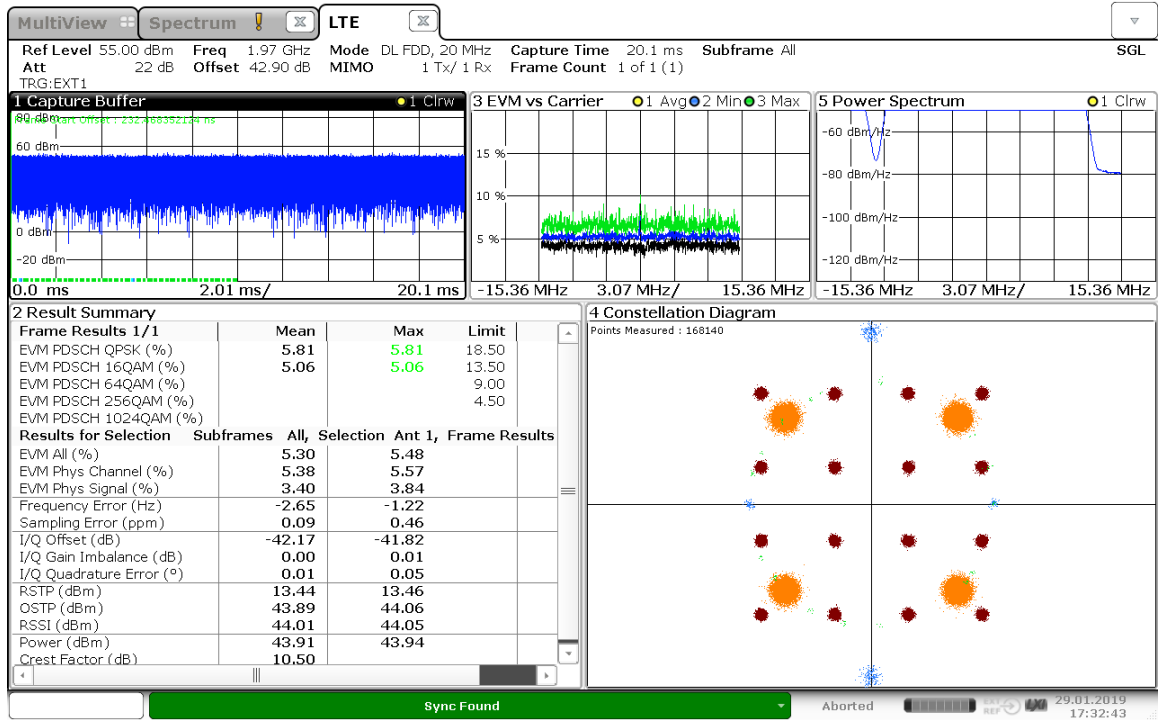 MultiView Spectrum LTE
Ref Level 55.00 dBm Freq 1.97 GHz Mode DL FDD, 20 MHz Capture Time 20.1 ms Subframe All SGL
Att 22 dB Offset 42.90 dB MIMO 1 Tx/ 1 Rx Frame Count 1 of 1 (1)
TRG:EXT1
1 Capture Buffer 1 Clrw
80 dBm
Frame Start Offset : 232.468352124 ns
60 dBm
0 dBm
-20 dBm
0.0 ms 2.01 ms/ 20.1 ms
3 EVM vs Carrier 1 Avg 2 Min 3 Max
15 %
10 %
5 %
-15.36 MHz 3.07 MHz/ 15.36 MHz
5 Power Spectrum 1 Clrw
-60 dBm/Hz
-80 dBm/Hz
-100 dBm/Hz
-120 dBm/Hz
-15.36 MHz 3.07 MHz/ 15.36 MHz
2 Result Summary
Frame Results 1/1 Mean Max Limit
EVM PDSCH QPSK (%) 5.81 5.81 18.50
EVM PDSCH 16QAM (%) 5.06 5.06 13.50
EVM PDSCH 64QAM (%) 9.00
EVM PDSCH 256QAM (%) 4.50
EVM PDSCH 1024QAM (%)
Results for Selection Subframes All, Selection Ant 1, Frame Results
EVM All (%) 5.30 5.48
EVM Phys Channel (%) 5.38 5.57
EVM Phys Signal (%) 3.40 3.84
Frequency Error (Hz) -2.65 -1.22
Sampling Error (ppm) 0.09 0.46
I/Q Offset (dB) -42.17 -41.82
I/Q Gain Imbalance (dB) 0.00 0.01
I/Q Quadrature Error (º) 0.01 0.05
RSTP (dBm) 13.44 13.46
OSTP (dBm) 43.89 44.06
RSSI (dBm) 44.01 44.05
Power (dBm) 43.91 43.94
Crest Factor (dB) 10.50
4 Constellation Diagram
Points Measured : 168140
Sync Found
Aborted
EXT
REF
LXI
29.01.2019
17:32:43